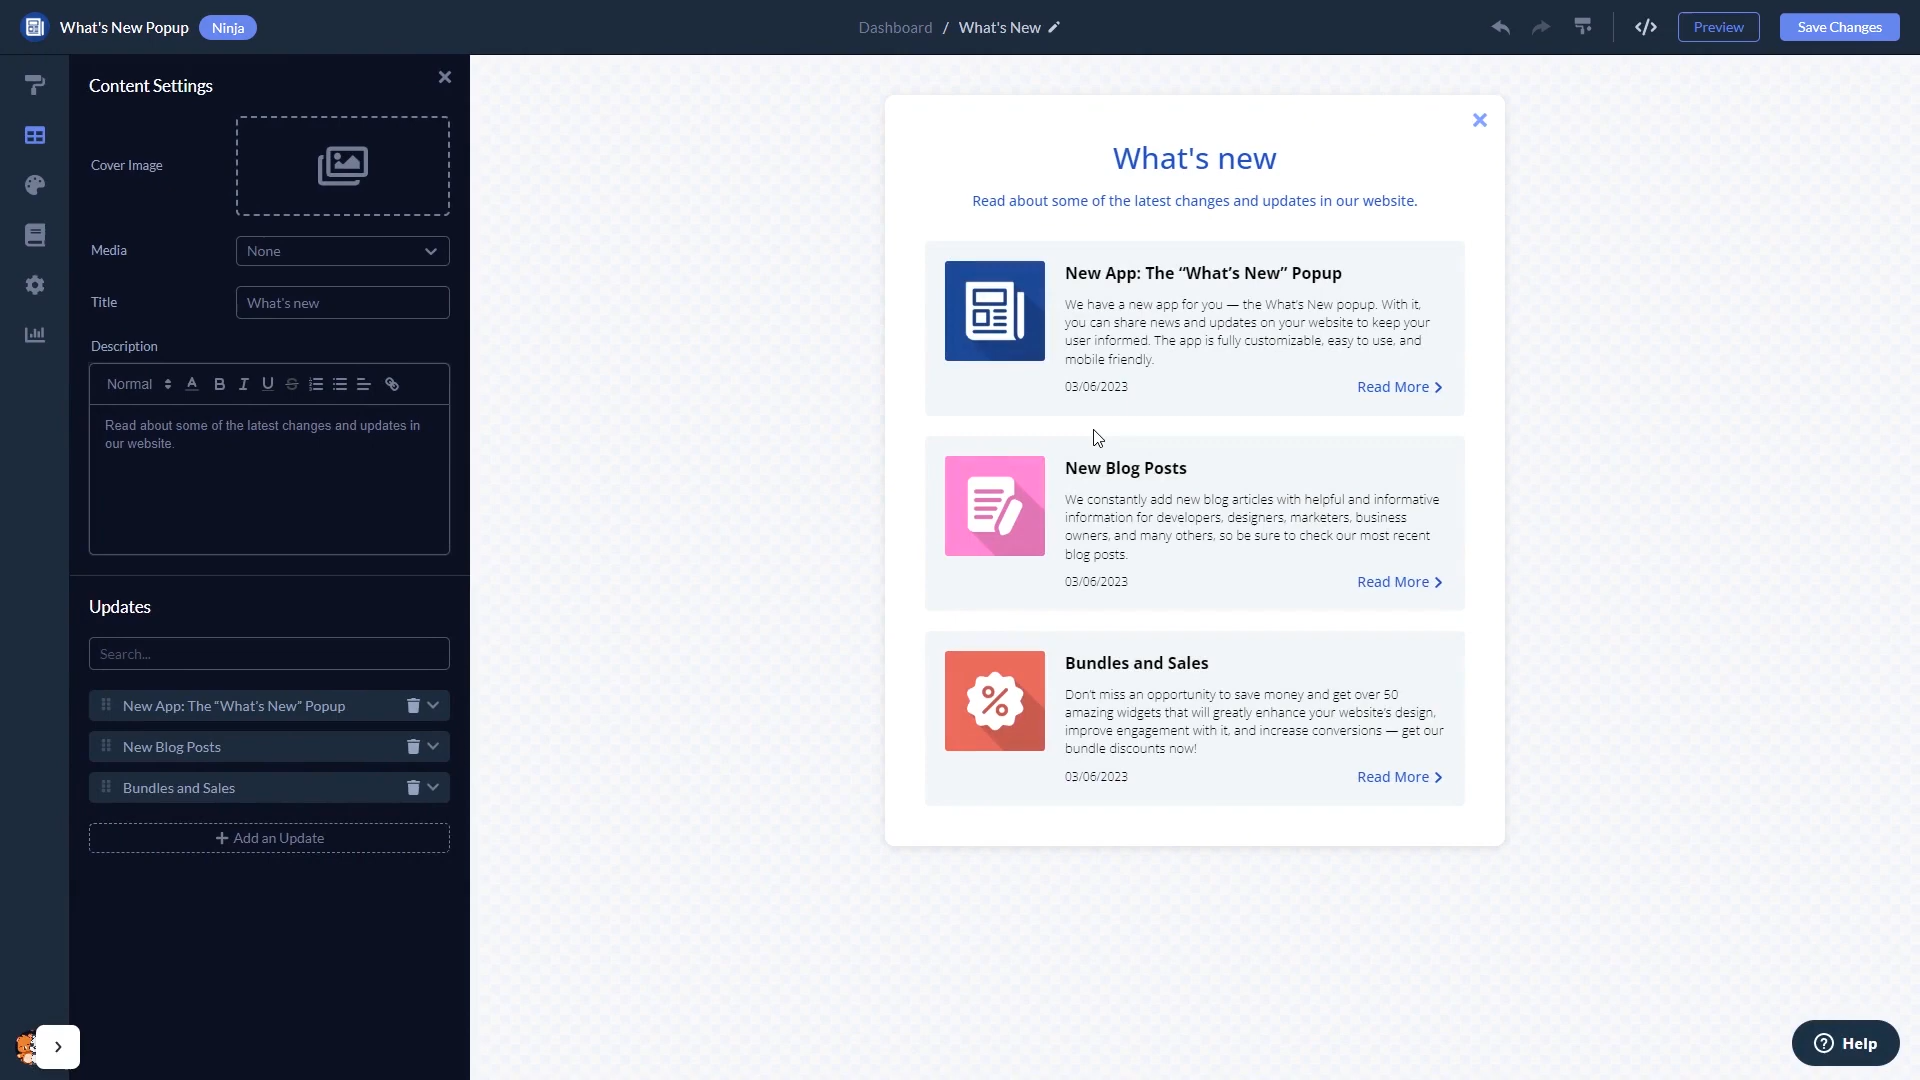 What's New Popup Ninja
Dashboard / What's New
Preview
Save Changes
Content Settings
Cover Image
Media
None
Title
What's new
Description
Normal
Read about some of the latest changes and updates in
our website.
Updates
Search...
New App: The “What's New” Popup
New Blog Posts
Bundles and Sales
+ Add an Update
What's new
Read about some of the latest changes and updates in our website.
New App: The “What’s New” Popup
We have a new app for you — the What's New popup. With it,
you can share news and updates on your website to keep your
user informed. The app is fully customizable, easy to use, and
mobile friendly.
03/06/2023
Read More
New Blog Posts
We constantly add new blog articles with helpful and informative
information for developers, designers, marketers, business
owners, and many others, so be sure to check our most recent
blog posts.
03/06/2023
Read More
Bundles and Sales
Don't miss an opportunity to save money and get over 50
amazing widgets that will greatly enhance your website's design,
improve engagement with it, and increase conversions — get our
bundle discounts now!
03/06/2023
Read More
Help